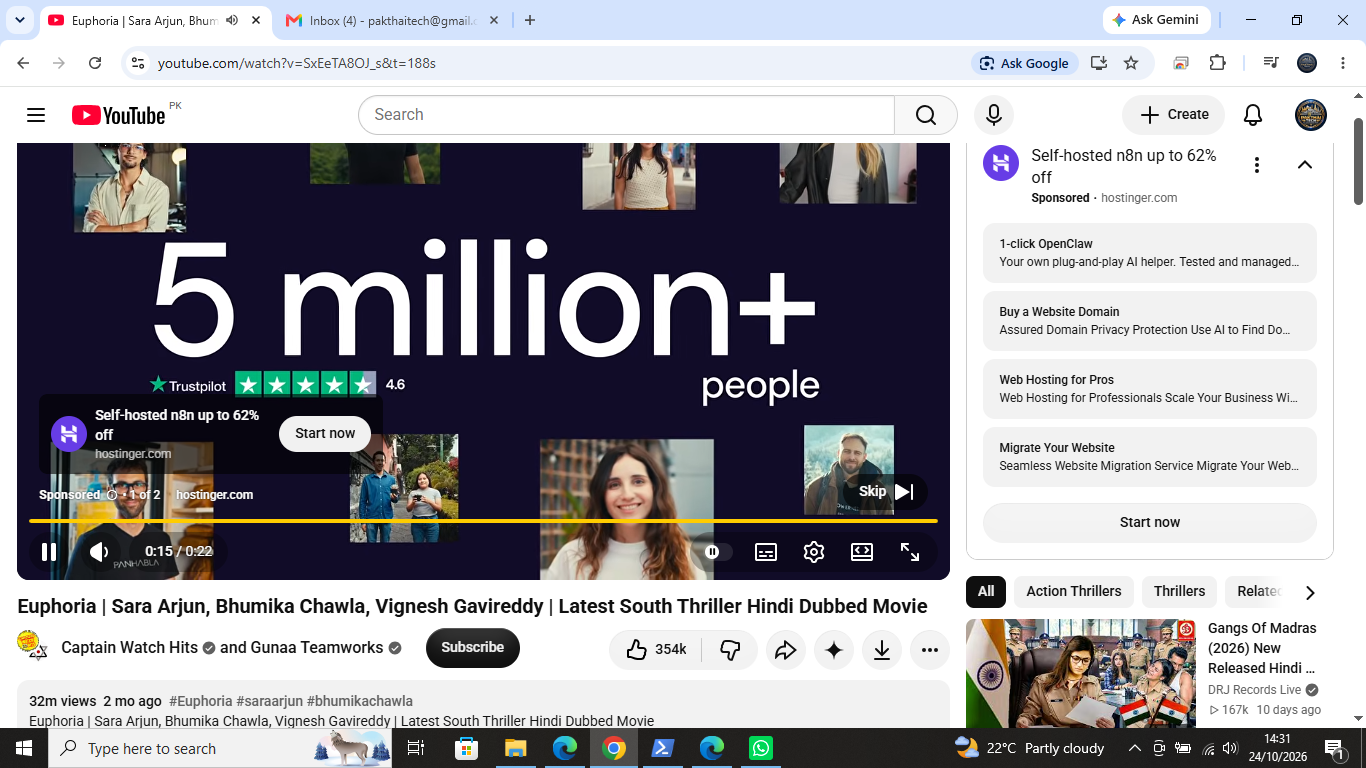 Euphoria | Sara Arjun, Bhum
Inbox (4) - pakthaitech@gmail.c
Ask Gemini
youtube.com/watch?v=SxEeTA8OJ_s&t=188s
Ask Google
YouTube PK
Search
Create
5 million+
people
Trustpilot 4.6
Self-hosted n8n up to 62%
off
hostinger.com
Start now
Sponsored · 1 of 2 hostinger.com
Skip
PANHABLA
0:15 / 0:22
Self-hosted n8n up to 62%
off
Sponsored · hostinger.com
1-click OpenClaw
Your own plug-and-play AI helper. Tested and managed...
Buy a Website Domain
Assured Domain Privacy Protection Use AI to Find Do...
Web Hosting for Pros
Web Hosting for Professionals Scale Your Business Wi...
Migrate Your Website
Seamless Website Migration Service Migrate Your Web...
Start now
Euphoria | Sara Arjun, Bhumika Chawla, Vignesh Gavireddy | Latest South Thriller Hindi Dubbed Movie
Captain Watch Hits and Gunaa Teamworks
Subscribe
354k
32m views 2 mo ago #Euphoria #saraarjun #bhumikachawla
Euphoria | Sara Arjun, Bhumika Chawla, Vignesh Gavireddy | Latest South Thriller Hindi Dubbed Movie
All Action Thrillers Thrillers Relate
Gangs Of Madras
(2026) New
Released Hindi ...
DRJ Records Live
167k 10 days ago
Type here to search
22°C Partly cloudy
14:31
24/10/2026
1